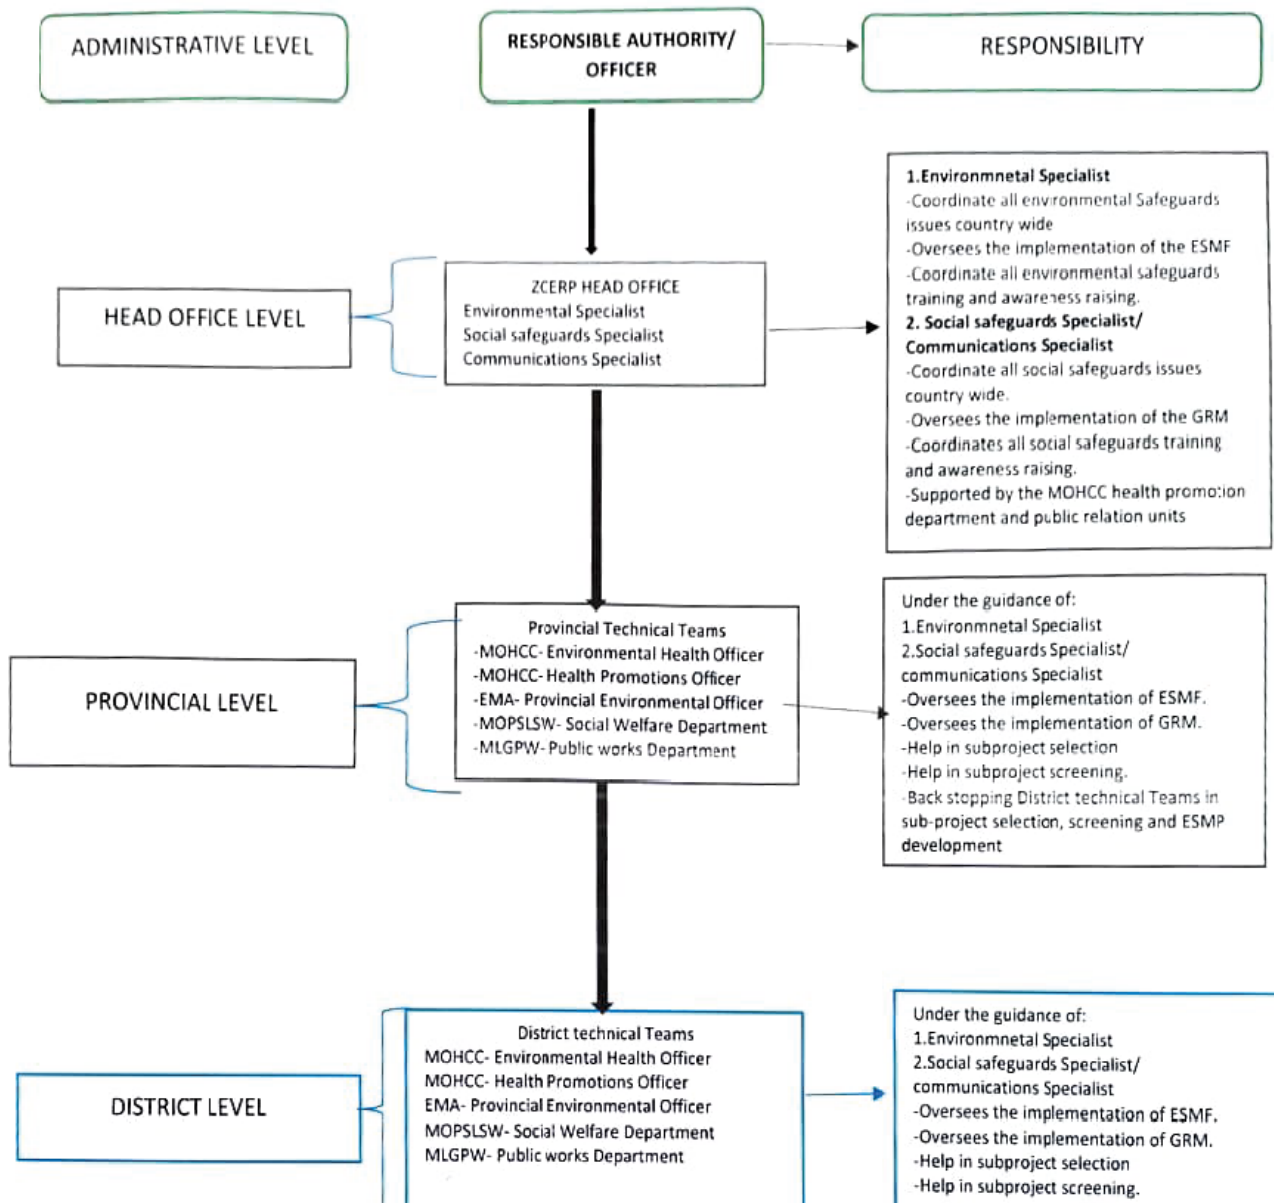 ADMINISTRATIVE LEVEL
RESPONSIBLE AUTHORITY/
OFFICER
RESPONSIBILITY
HEAD OFFICE LEVEL
ZCERP HEAD OFFICE
Environmental Specialist
Social safeguards Specialist
Communications Specialist
1.Environmnetal Specialist
-Coordinate all environmental Safeguards
issues country wide
-Oversees the implementation of the ESMF
-Coordinate all environmental safeguards
training and awareness raising.
2. Social safeguards Specialist/
Communications Specialist
-Coordinate all social safeguards issues
country wide.
-Oversees the implementation of the GRM
-Coordinates all social safeguards training
and awareness raising.
-Supported by the MOHCC health promotion
department and public relation units
PROVINCIAL LEVEL
Provincial Technical Teams
-MOHCC- Environmental Health Officer
-MOHCC- Health Promotions Officer
-EMA- Provincial Environmental Officer
-MOPSLSW- Social Welfare Department
-MLGPW- Public works Department
Under the guidance of:
1.Environmnetal Specialist
2.Social safeguards Specialist/
communications Specialist
-Oversees the implementation of ESMF.
-Oversees the implementation of GRM.
-Help in subproject selection
-Help in subproject screening.
-Back stopping District technical Teams in
sub-project selection, screening and ESMP
development
DISTRICT LEVEL
District technical Teams
MOHCC- Environmental Health Officer
MOHCC- Health Promotions Officer
EMA- Provincial Environmental Officer
MOPSLSW- Social Welfare Department
MLGPW- Public works Department
Under the guidance of:
1.Environmnetal Specialist
2.Social safeguards Specialist/
communications Specialist
-Oversees the implementation of ESMF.
-Oversees the implementation of GRM.
-Help in subproject selection
-Help in subproject screening.